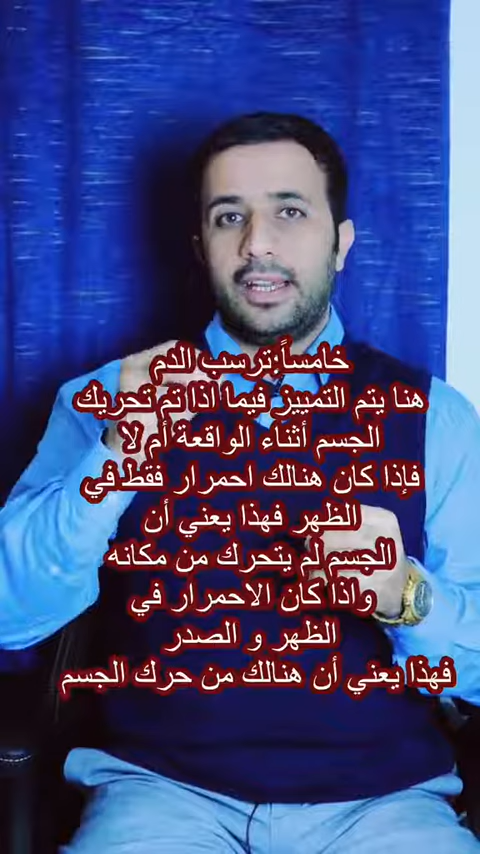 خامساً:ترسب الدم
هنا يتم التمييز فيما اذا تم تحريك
الجسم أثناء الواقعة أم لا
فإذا كان هنالك احمرار فقط في
الظهر فهذا يعني أن
الجسم لم يتحرك من مكانه
واذا كان الاحمرار في
الظهر و الصدر
فهذا يعني أن هنالك من حرك الجسم